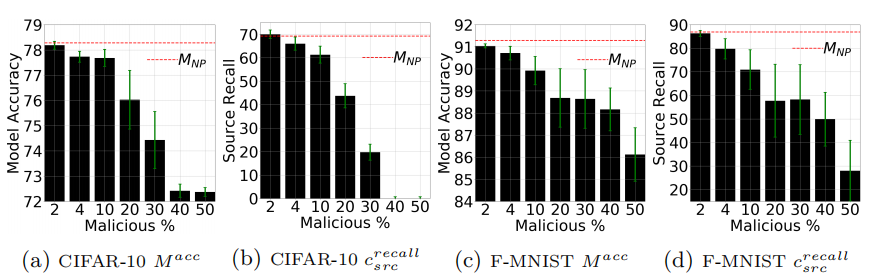 Model Accuracy
79
78
77
76
75
74
73
72
M_NP
2 4 10 20 30 40 50
Malicious %
(a) CIFAR-10 M^acc
Source Recall
70
60
50
40
30
20
10
0
M_NP
2 4 10 20 30 40 50
Malicious %
(b) CIFAR-10 c_src^recall
Model Accuracy
92
91
90
89
88
87
86
85
84
M_NP
2 4 10 20 30 40 50
Malicious %
(c) F-MNIST M^acc
Source Recall
90
80
70
60
50
40
30
20
M_NP
2 4 10 20 30 40 50
Malicious %
(d) F-MNIST c_src^recall